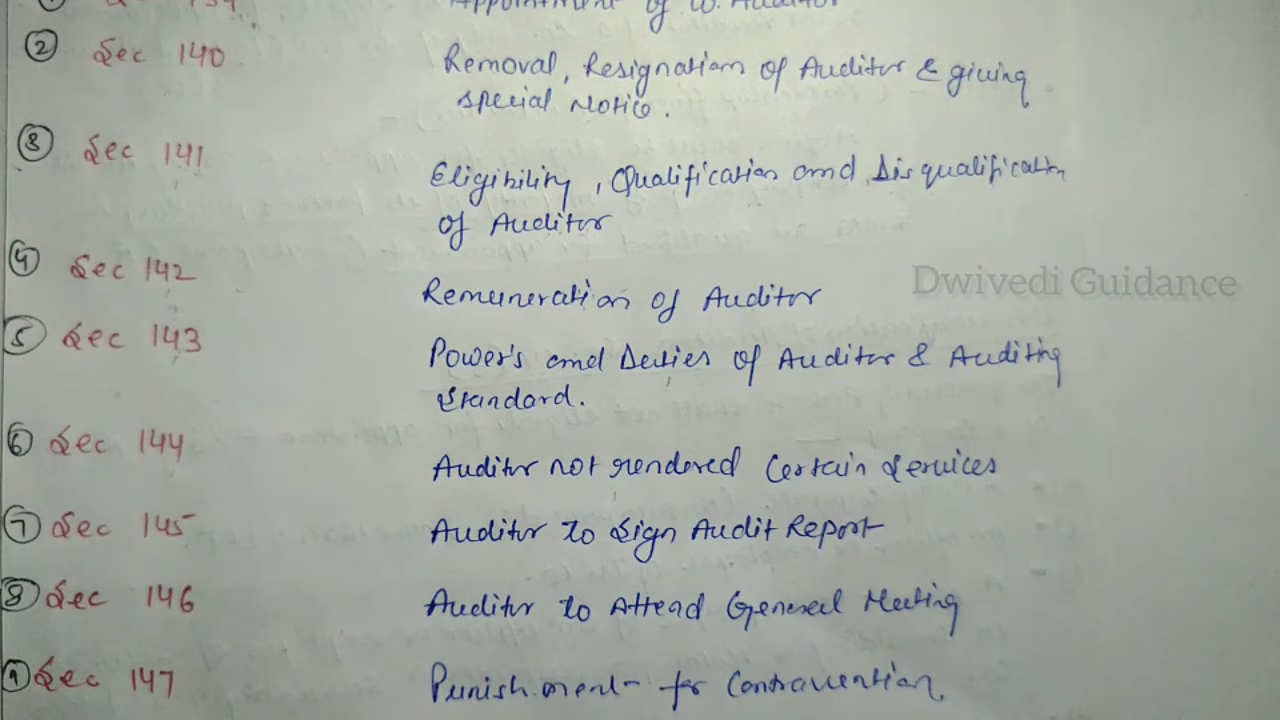 Appointment of Auditor
② Sec 140 Removal, Resignation of Auditor & giving
special Notice.
③ Sec 141
Eligibility, Qualification and Disqualification
of Auditor
④ Sec 142
Remuneration of Auditor
Dwivedi Guidance
⑤ Sec 143
Power's and Duties of Auditor & Auditing
Standard.
⑥ Sec 144
Auditor not rendered Certain Services
⑦ Sec 145 Auditor to Sign Audit Report
⑧ Sec 146 Auditor to Attend General Meeting
⑨ Sec 147 Punishment for Contravention.